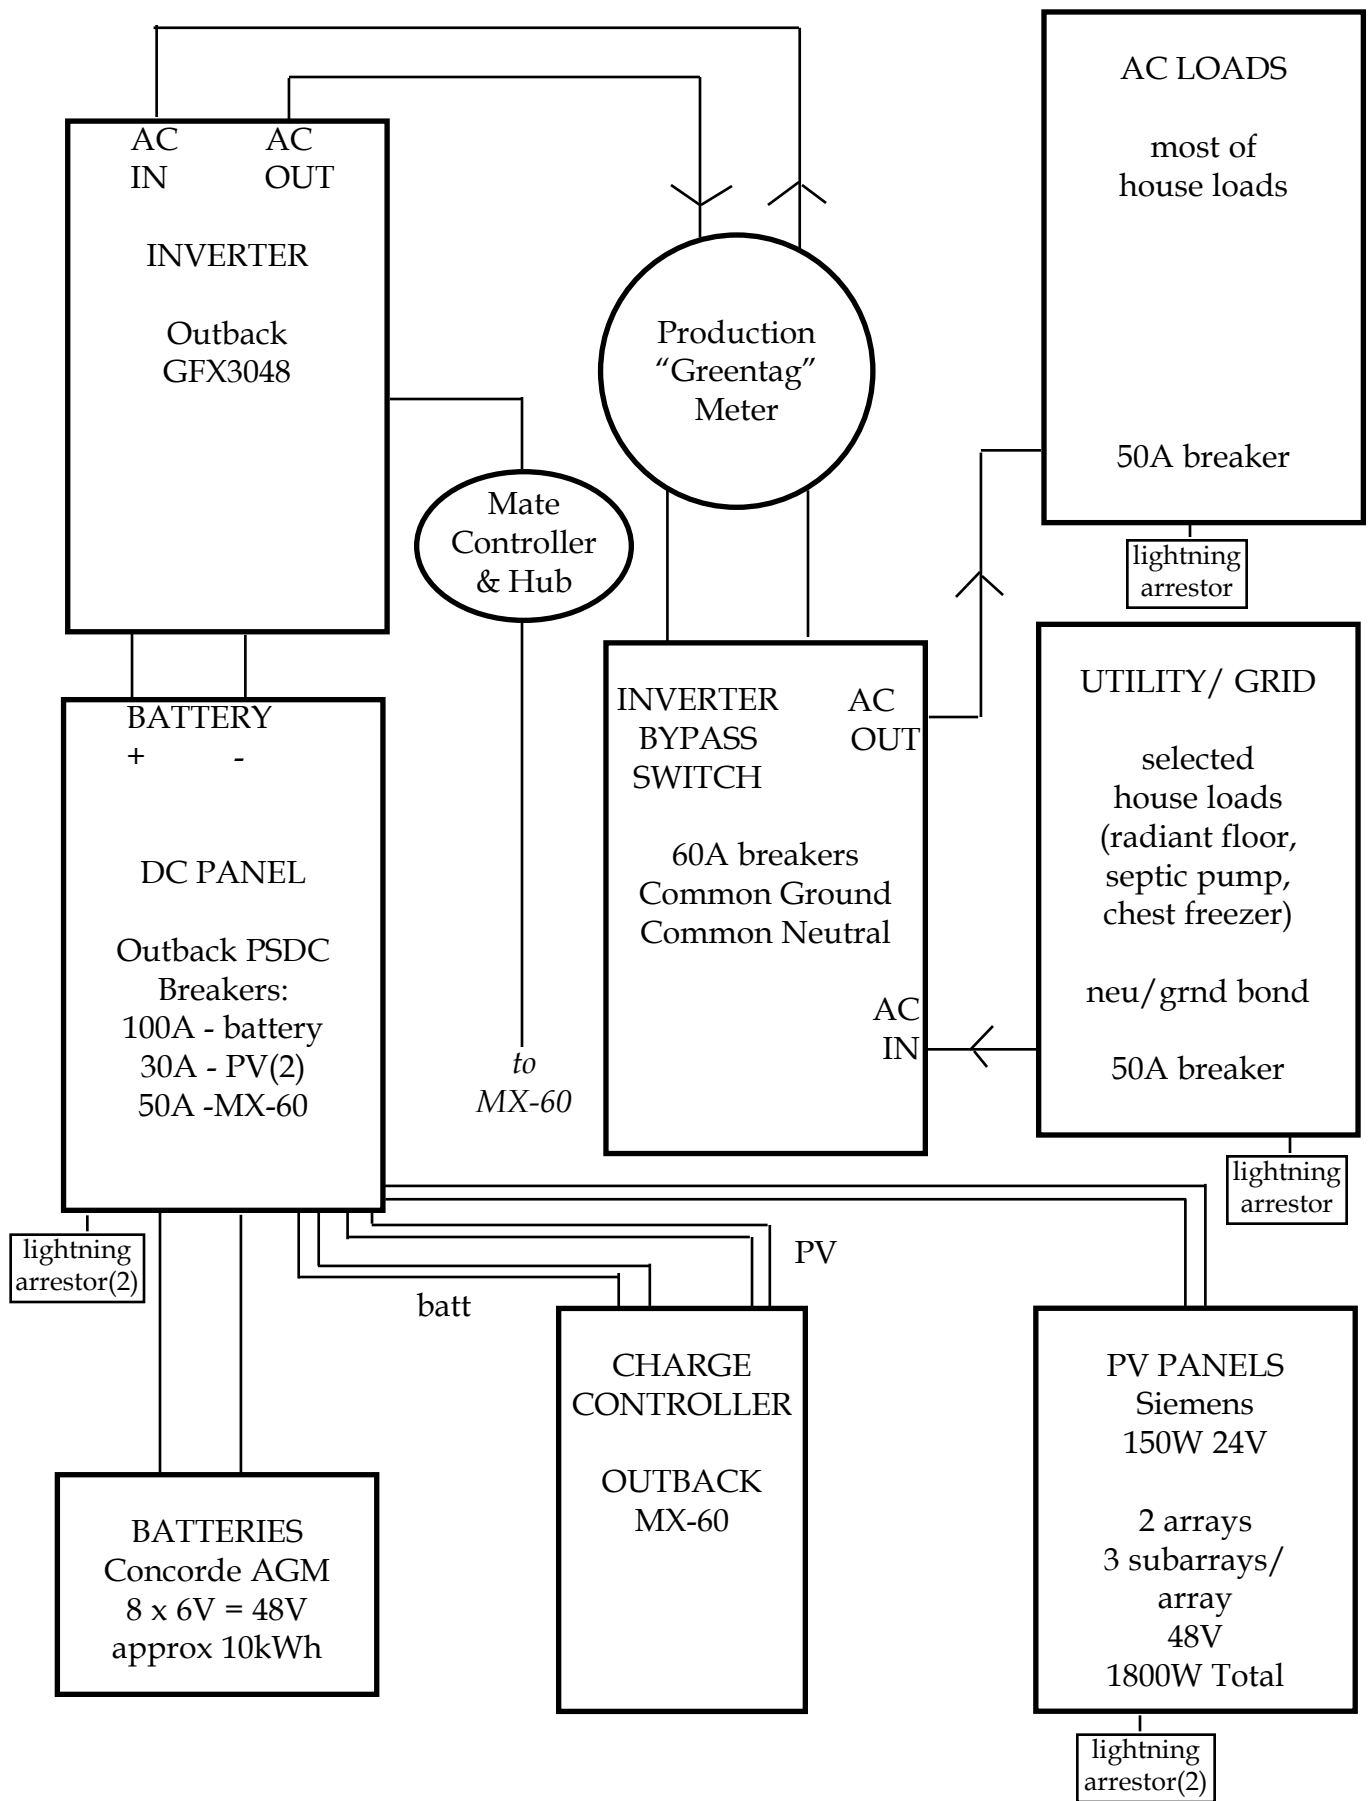 AC
IN
AC
OUT
INVERTER
Outback
GFX3048
Production
“Greentag”
Meter
AC LOADS
most of
house loads
50A breaker
lightning
arrestor
Mate
Controller
& Hub
to
MX-60
INVERTER
BYPASS
SWITCH
AC
OUT
60A breakers
Common Ground
Common Neutral
AC
IN
UTILITY/ GRID
selected
house loads
(radiant floor,
septic pump,
chest freezer)
neu/grnd bond
50A breaker
lightning
arrestor
BATTERY
+ -
DC PANEL
Outback PSDC
Breakers:
100A - battery
30A - PV(2)
50A -MX-60
lightning
arrestor(2)
batt
PV
BATTERIES
Concorde AGM
8 x 6V = 48V
approx 10kWh
CHARGE
CONTROLLER
OUTBACK
MX-60
PV PANELS
Siemens
150W 24V
2 arrays
3 subarrays/
array
48V
1800W Total
lightning
arrestor(2)